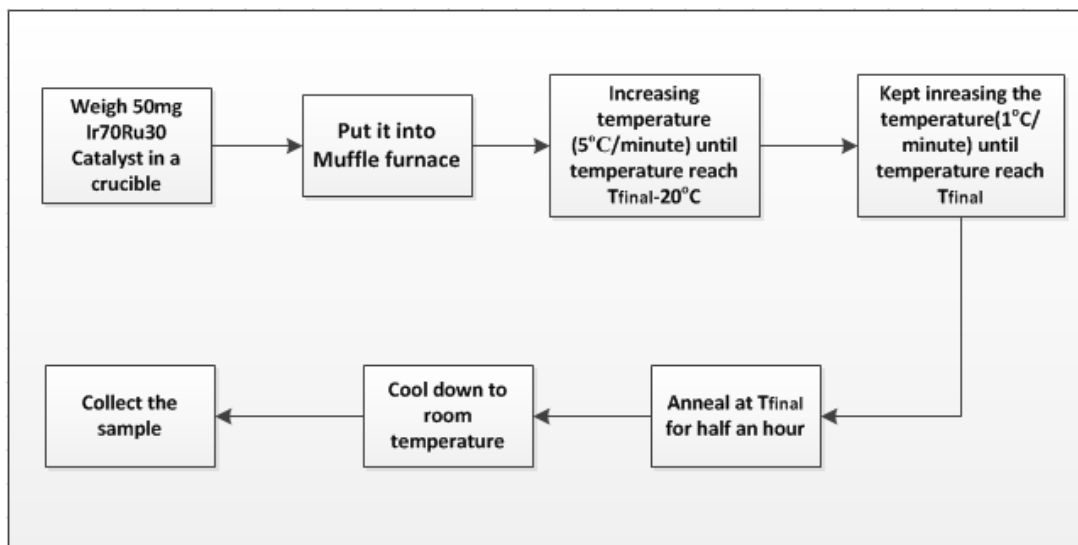 Weigh 50mg
Ir70Ru30
Catalyst in a
crucible
Put it into
Muffle furnace
Increasing
temperature
(5°C/minute) until
temperature reach
Tfinal-20°C
Kept inreasing the
temperature(1°C/
minute) until
temperature reach
Tfinal
Anneal at Tfinal
for half an hour
Cool down to
room
temperature
Collect the
sample